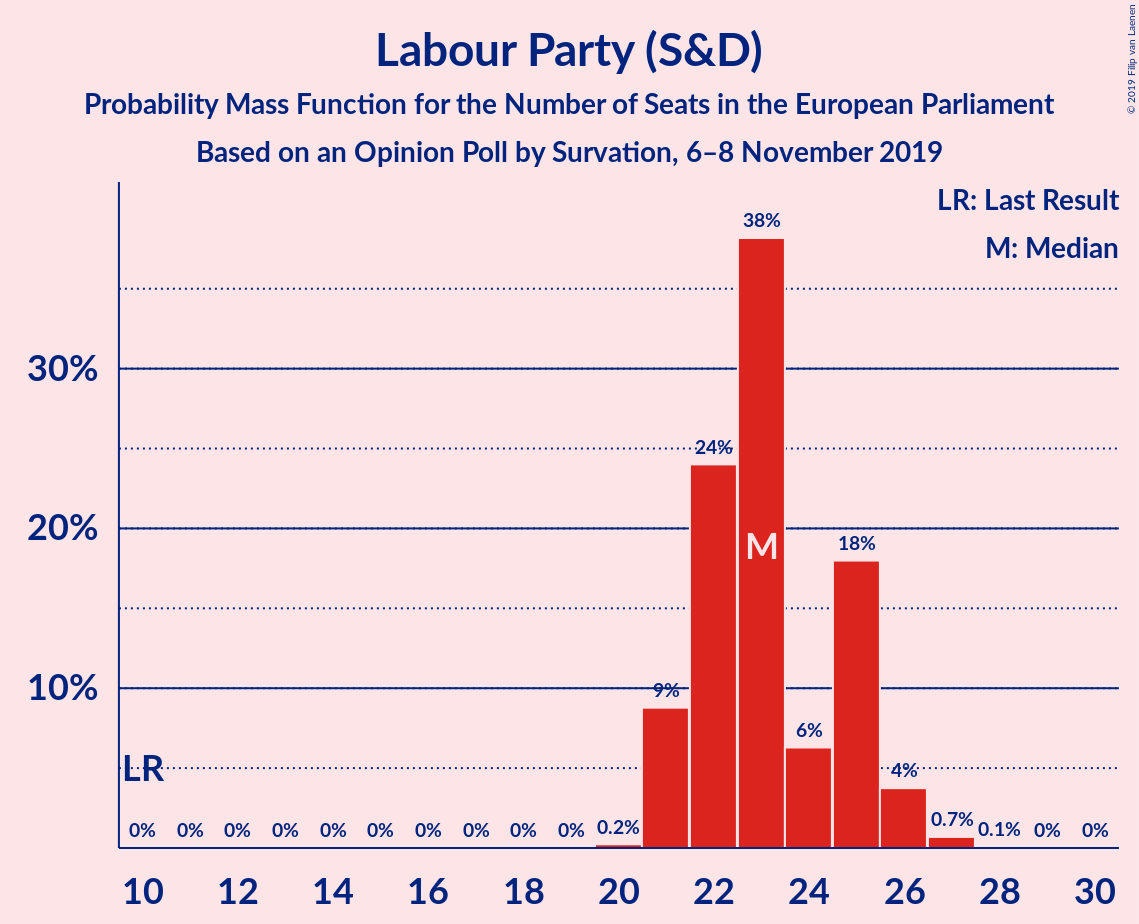 Labour Party (S&D)
Probability Mass Function for the Number of Seats in the European Parliament
Based on an Opinion Poll by Survation, 6–8 November 2019
© 2019 Filip van Laenen
LR: Last Result
M: Median
38%
30%
24%
20%
M
18%
10%
9%
6%
LR
4%
0% 0% 0% 0% 0% 0% 0% 0% 0% 0% 0.2% 0.7% 0.1% 0% 0%
10 12 14 16 18 20 22 24 26 28 30